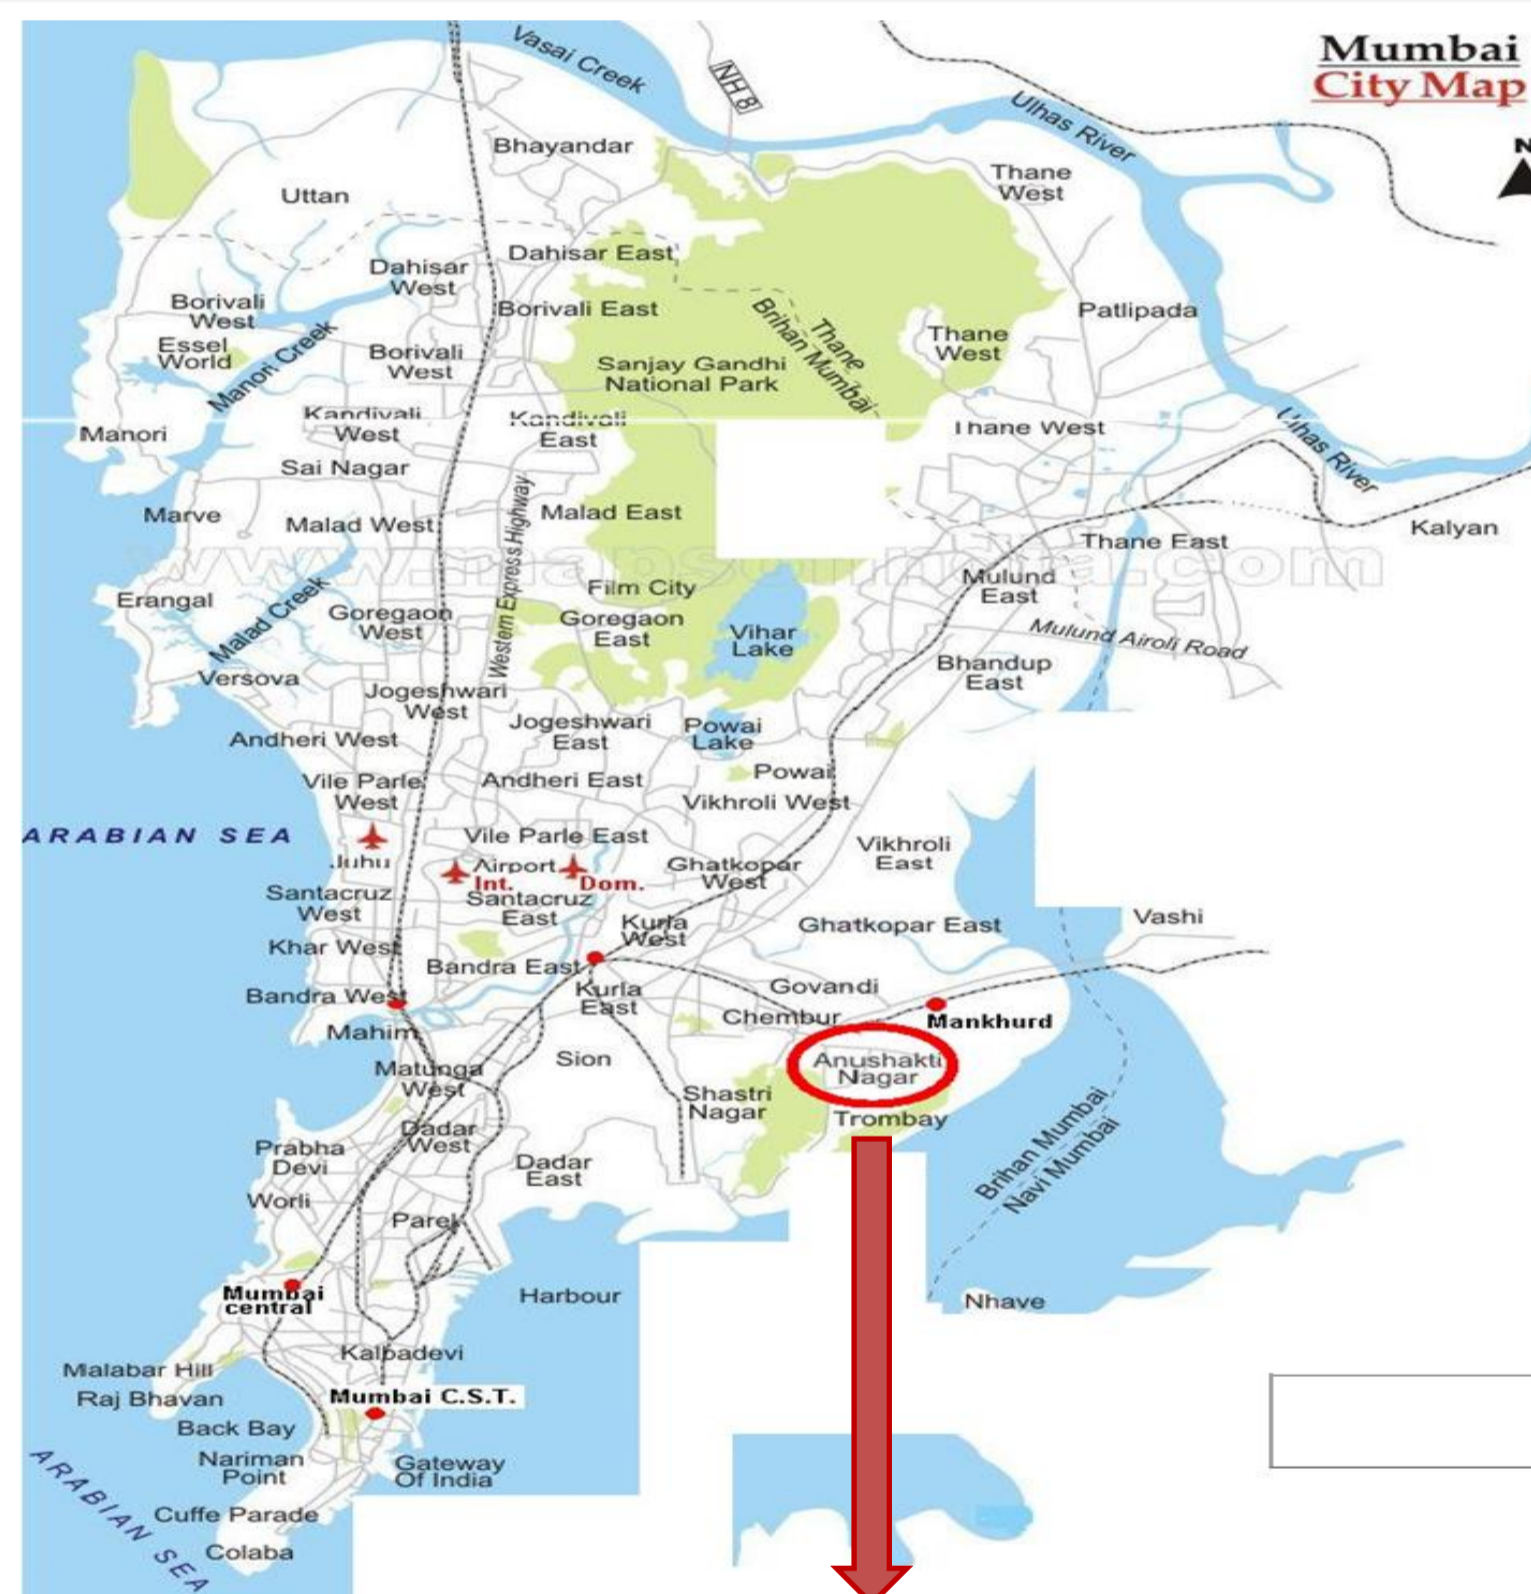 Mumbai
City Map
N
Vasai Creek
NH 8
Ulhas River
Bhayandar
Thane
West
Uttan
Dahisar East
Dahisar
West
Borivali
West
Borivali East
Patlipada
Thane
Brihan Mumbai
Thane
West
Essel
World
Manori Creek
Borivali
West
Sanjay Gandhi
National Park
Kandivali
West
Kandivali
East
Manori
Thane West
Ulhas River
Sai Nagar
Western Express Highway
Marve
Malad West
Malad East
Kalyan
Thane East
Mulund
East
Film City
Erangal
Malad Creek
Goregaon
West
Goregaon
East
Vihar
Lake
Mulund Airoli Road
Bhandup
East
Versova
Jogeshwari
West
Jogeshwari
East
Powai
Lake
Andheri West
Vile Parle
West
Andheri East
Powai
Vikhroli West
ARABIAN SEA
Juhu
Vile Parle East
Airport
Int.
Dom.
Ghatkopar
West
Vikhroli
East
Santacruz
West
Santacruz
East
Kurla
West
Ghatkopar East
Vashi
Khar West
Bandra East
Bandra West
Kurla
East
Govandi
Chembur
Mankhurd
Mahim
Sion
Anushakti
Nagar
Matunga
West
Shastri
Nagar
Trombay
Dadar
West
Prabha
Devi
Dadar
East
Brihan Mumbai
Navi Mumbai
Worli
Parel
Mumbai
central
Harbour
Nhave
Kalbadevi
Malabar Hill
Raj Bhavan
Mumbai C.S.T.
Back Bay
Nariman
Point
Gateway
Of India
ARABIAN SEA
Cuffe Parade
Colaba